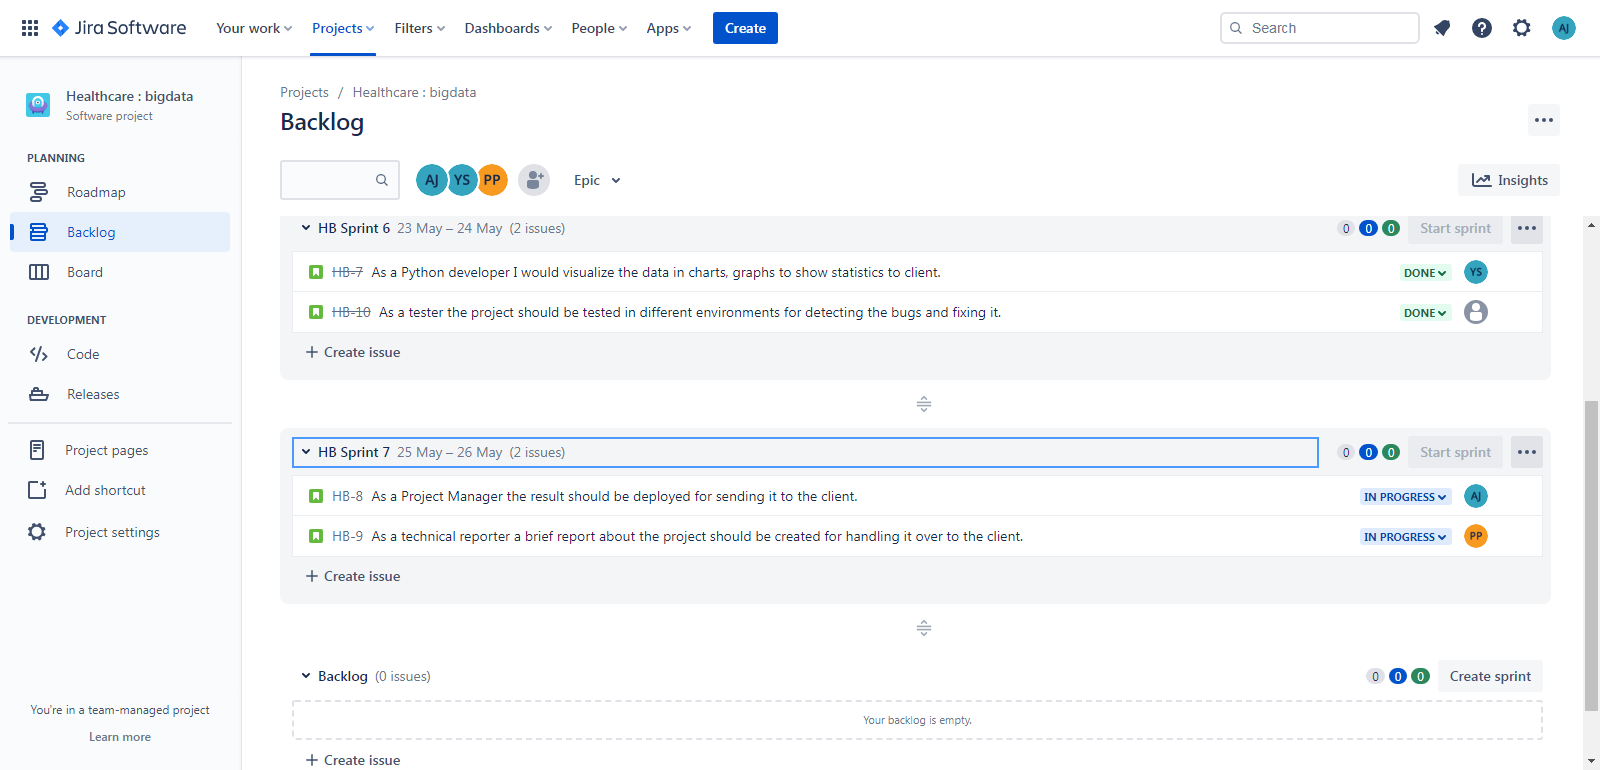 Jira Software Your work Projects Filters Dashboards People Apps Create Search AJ
Healthcare : bigdata
Software project
PLANNING
Roadmap
Backlog
Board
DEVELOPMENT
Code
Releases
Project pages
Add shortcut
Project settings
You're in a team-managed project
Learn more
Projects / Healthcare : bigdata
Backlog
AJ YS PP Epic Insights
HB Sprint 6 23 May – 24 May (2 issues) 0 0 0 Start sprint
HB-7 As a Python developer I would visualize the data in charts, graphs to show statistics to client. DONE YS
HB-10 As a tester the project should be tested in different environments for detecting the bugs and fixing it. DONE
Create issue
HB Sprint 7 25 May – 26 May (2 issues) 0 0 0 Start sprint
HB-8 As a Project Manager the result should be deployed for sending it to the client. IN PROGRESS AJ
HB-9 As a technical reporter a brief report about the project should be created for handling it over to the client. IN PROGRESS PP
Create issue
Backlog (0 issues) 0 0 0 Create sprint
Your backlog is empty.
Create issue